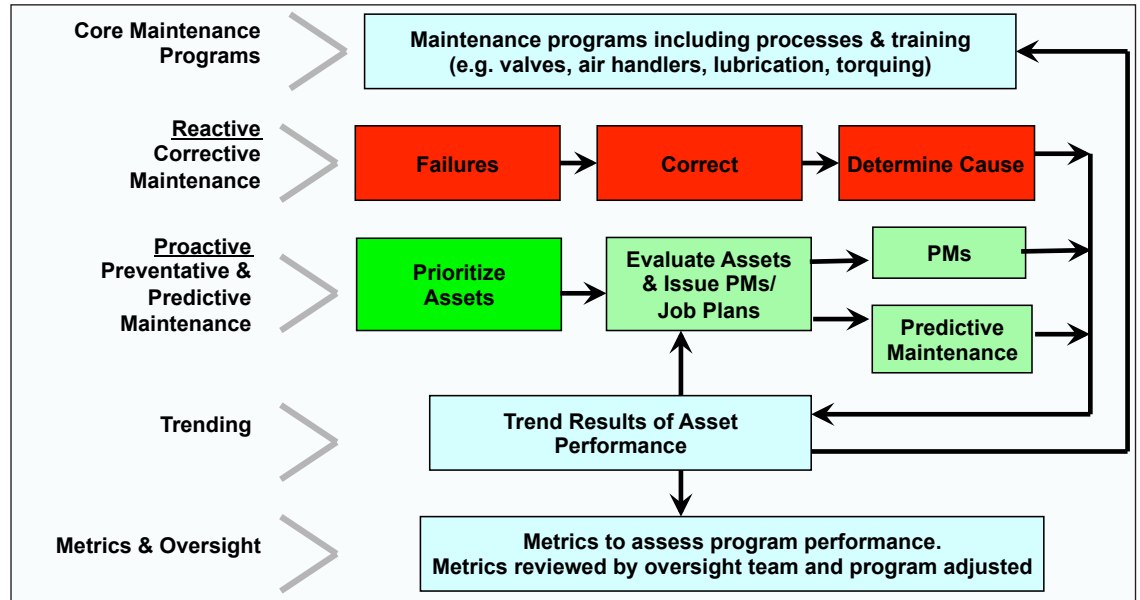 Core Maintenance
Programs
Maintenance programs including processes & training
(e.g. valves, air handlers, lubrication, torquing)
Reactive
Corrective
Maintenance
Failures
Correct
Determine Cause
Proactive
Preventative &
Predictive
Maintenance
Prioritize
Assets
Evaluate Assets
& Issue PMs/
Job Plans
PMs
Predictive
Maintenance
Trending
Trend Results of Asset
Performance
Metrics & Oversight
Metrics to assess program performance.
Metrics reviewed by oversight team and program adjusted